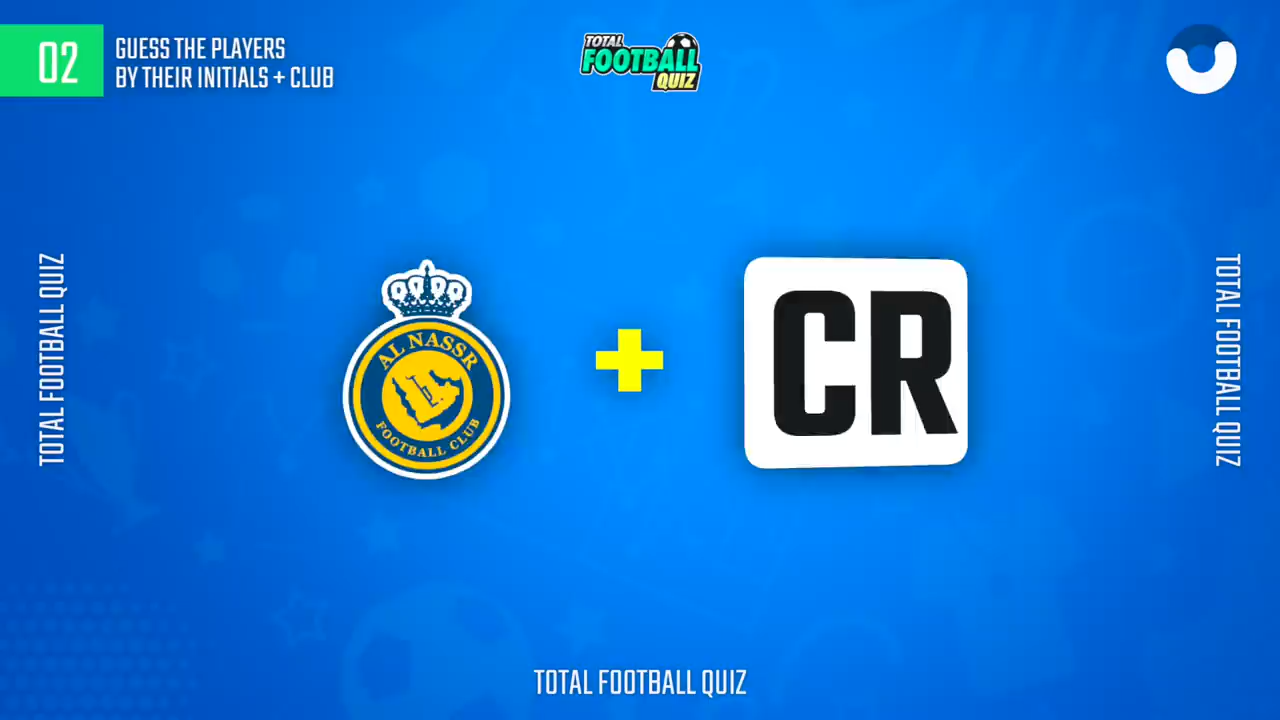 02
GUESS THE PLAYERS
BY THEIR INITIALS + CLUB
TOTAL
FOOTBALL
QUIZ
TOTAL FOOTBALL QUIZ
AL NASSR
FOOTBALL CLUB
CR
TOTAL FOOTBALL QUIZ
TOTAL FOOTBALL QUIZ